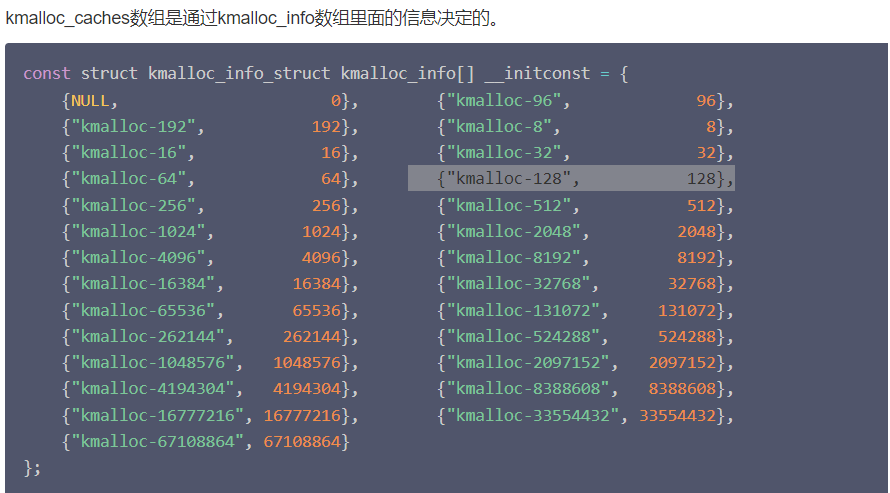 kmalloc_caches数组是通过kmalloc_info数组里面的信息决定的。
const struct kmalloc_info_struct kmalloc_info[] __initconst = {
    {NULL,                      0},        {"kmalloc-96",             96},
    {"kmalloc-192",           192},        {"kmalloc-8",               8},
    {"kmalloc-16",             16},        {"kmalloc-32",             32},
    {"kmalloc-64",             64},        {"kmalloc-128",           128},
    {"kmalloc-256",           256},        {"kmalloc-512",           512},
    {"kmalloc-1024",         1024},        {"kmalloc-2048",         2048},
    {"kmalloc-4096",         4096},        {"kmalloc-8192",         8192},
    {"kmalloc-16384",       16384},        {"kmalloc-32768",       32768},
    {"kmalloc-65536",       65536},        {"kmalloc-131072",     131072},
    {"kmalloc-262144",     262144},        {"kmalloc-524288",     524288},
    {"kmalloc-1048576",   1048576},        {"kmalloc-2097152",   2097152},
    {"kmalloc-4194304",   4194304},        {"kmalloc-8388608",   8388608},
    {"kmalloc-16777216", 16777216},        {"kmalloc-33554432", 33554432},
    {"kmalloc-67108864", 67108864}
};